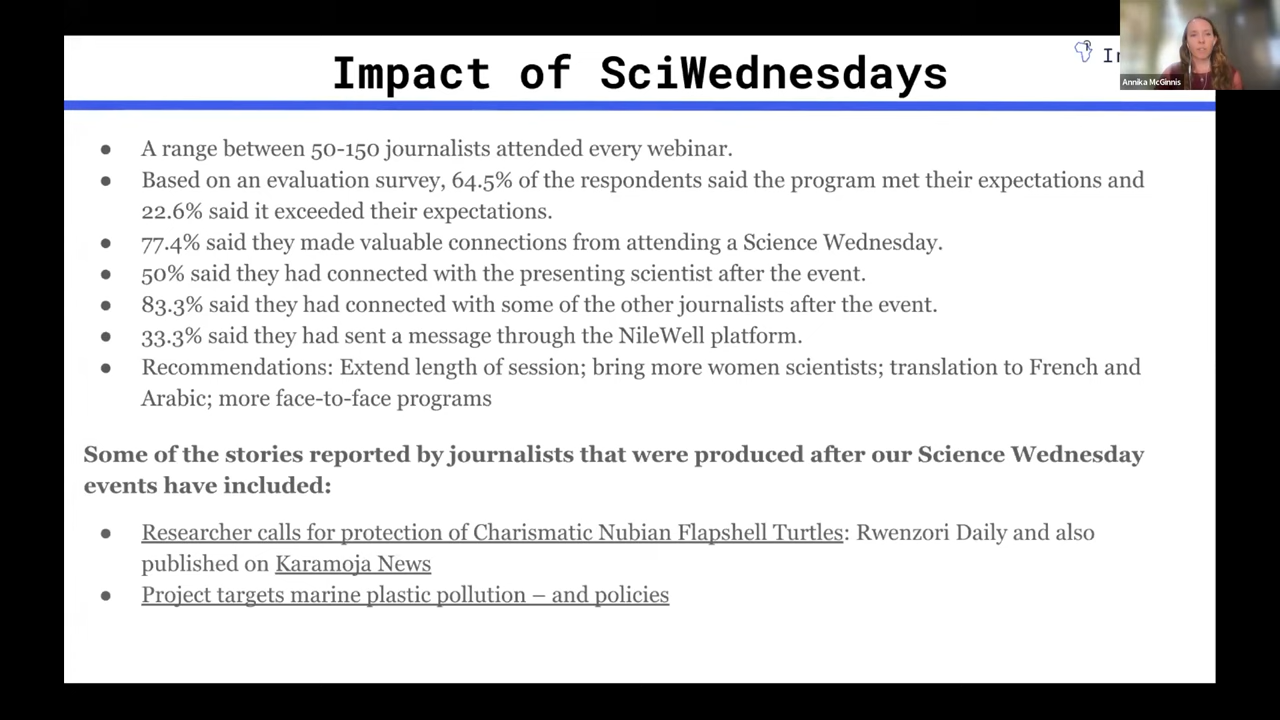 Impact of SciWednesdays
Annika McGinnis
● A range between 50-150 journalists attended every webinar.
● Based on an evaluation survey, 64.5% of the respondents said the program met their expectations and
22.6% said it exceeded their expectations.
● 77.4% said they made valuable connections from attending a Science Wednesday.
● 50% said they had connected with the presenting scientist after the event.
● 83.3% said they had connected with some of the other journalists after the event.
● 33.3% said they had sent a message through the NileWell platform.
● Recommendations: Extend length of session; bring more women scientists; translation to French and
Arabic; more face-to-face programs
Some of the stories reported by journalists that were produced after our Science Wednesday
events have included:
● Researcher calls for protection of Charismatic Nubian Flapshell Turtles: Rwenzori Daily and also
published on Karamoja News
● Project targets marine plastic pollution – and policies